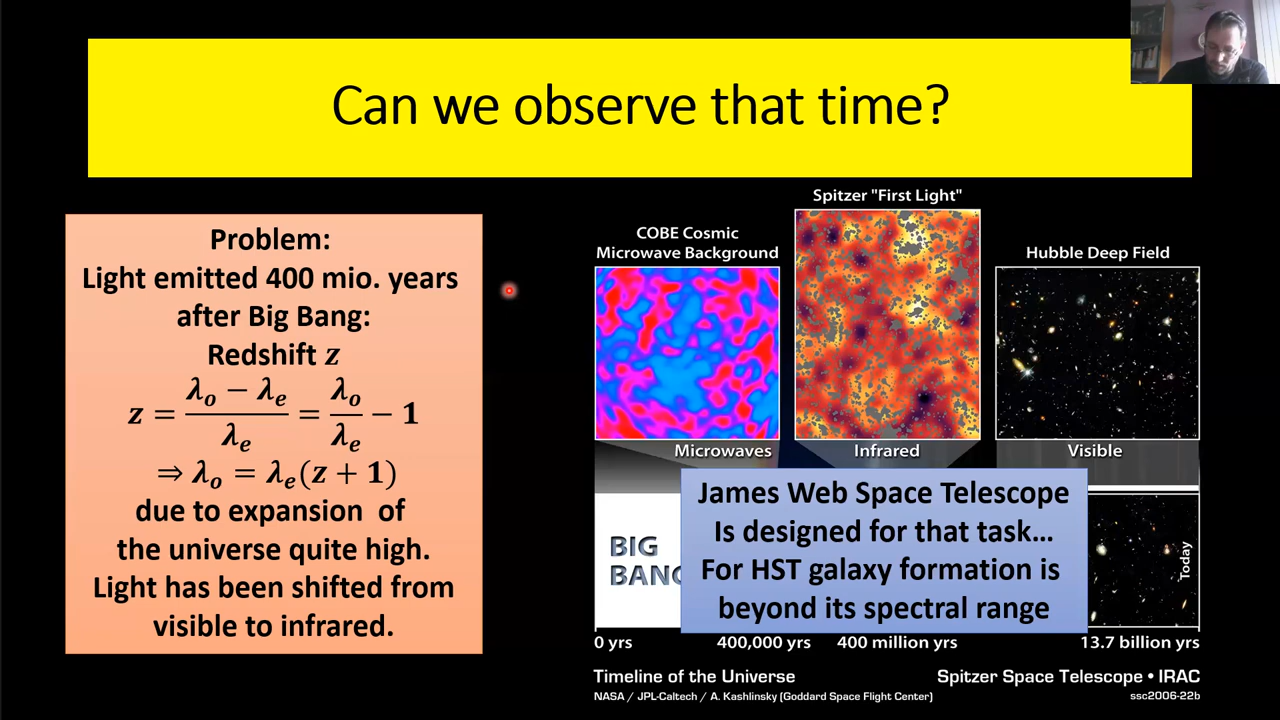 Can we observe that time?
Problem:
Light emitted 400 mio. years
after Big Bang:
Redshift z
z = (λₒ − λₑ)/λₑ = λₒ/λₑ − 1
⇒ λₒ = λₑ(z + 1)
due to expansion of
the universe quite high.
Light has been shifted from
visible to infrared.
COBE Cosmic
Microwave Background
Spitzer "First Light"
Hubble Deep Field
Microwaves
Infrared
Visible
James Web Space Telescope
Is designed for that task...
For HST galaxy formation is
beyond its spectral range
BIG
BANG
Today
0 yrs
400,000 yrs
400 million yrs
13.7 billion yrs
Timeline of the Universe
Spitzer Space Telescope • IRAC
NASA / JPL-Caltech / A. Kashlinsky (Goddard Space Flight Center)
ssc2006-22b